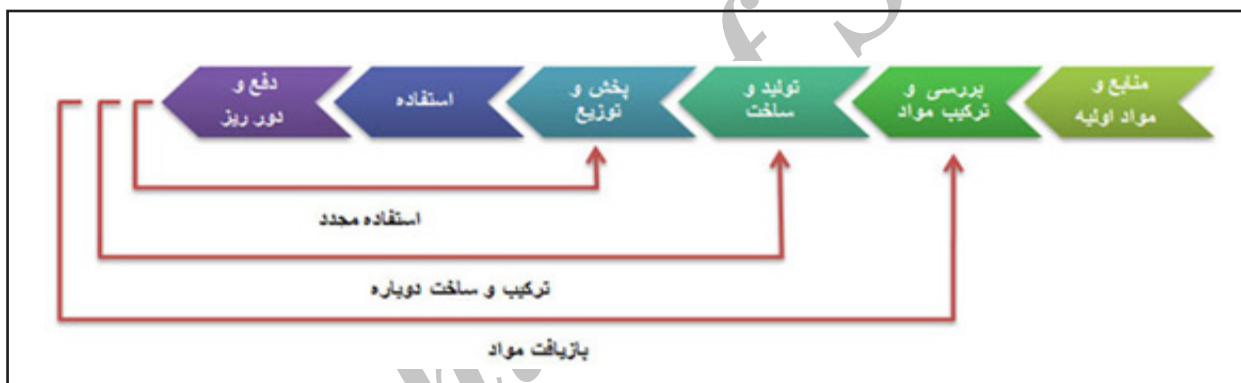 منابع و
مواد اولیه
بررسی و
ترکیب مواد
تولید و
ساخت
پخش و
توزیع
استفاده
دفع و
دور ریز
استفاده مجدد
ترکیب و ساخت دوباره
بازیافت مواد